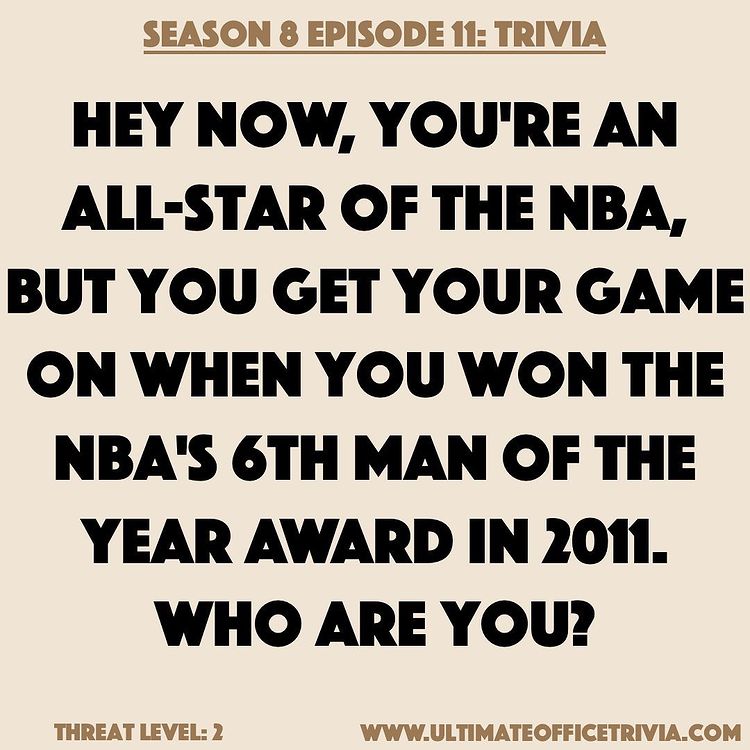 SEASON 8 EPISODE 11: TRIVIA
HEY NOW, YOU'RE AN
ALL-STAR OF THE NBA,
BUT YOU GET YOUR GAME
ON WHEN YOU WON THE
NBA'S 6TH MAN OF THE
YEAR AWARD IN 2011.
WHO ARE YOU?
THREAT LEVEL: 2
WWW.ULTIMATEOFFICETRIVIA.COM